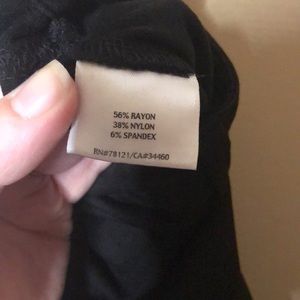 56% RAYON
38% NYLON
6% SPANDEX
RN#78121/CA#34460